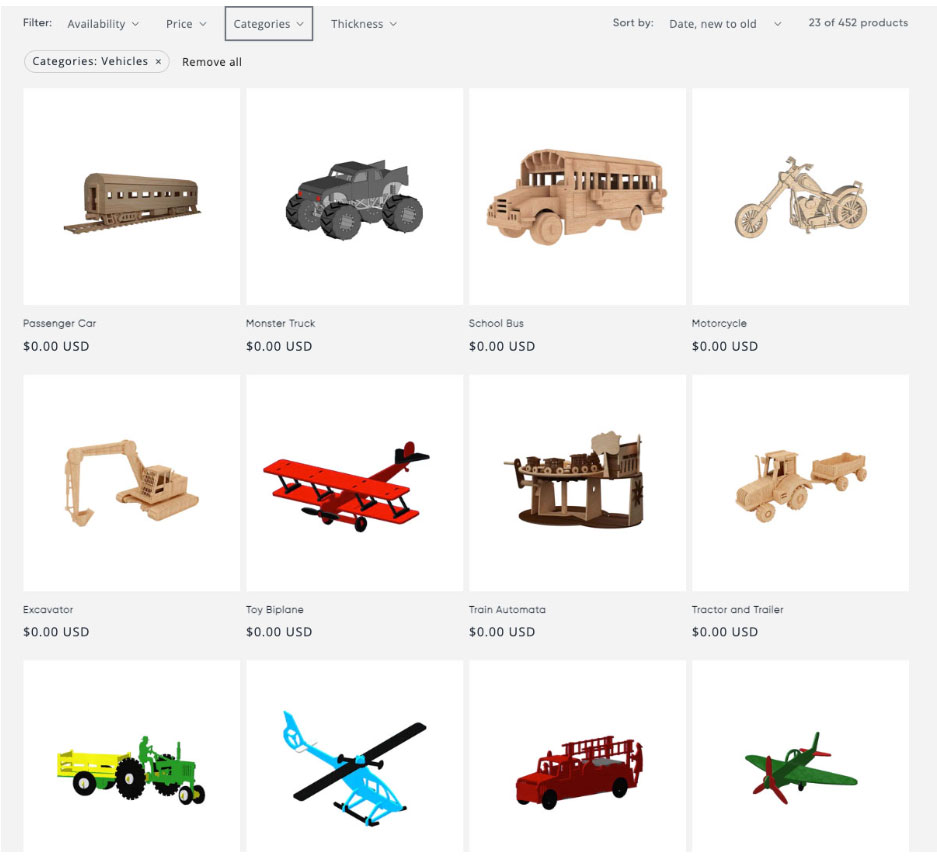 Filter: Availability Price Categories Thickness Sort by: Date, new to old 23 of 452 products
Categories: Vehicles × Remove all
Passenger Car Monster Truck School Bus Motorcycle
$0.00 USD $0.00 USD $0.00 USD $0.00 USD
Excavator Toy Biplane Train Automata Tractor and Trailer
$0.00 USD $0.00 USD $0.00 USD $0.00 USD